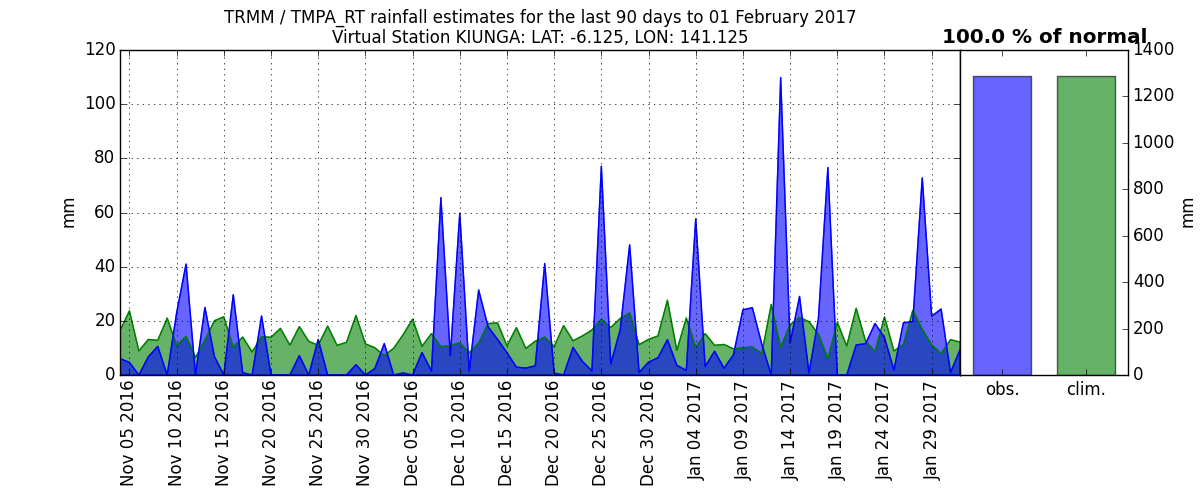 TRMM / TMPA_RT rainfall estimates for the last 90 days to 01 February 2017
Virtual Station KIUNGA: LAT: -6.125, LON: 141.125
100.0 % of normal
120
100
80
60
40
20
0
mm
1400
1200
1000
800
600
400
200
0
mm
Nov 05 2016
Nov 10 2016
Nov 15 2016
Nov 20 2016
Nov 25 2016
Nov 30 2016
Dec 05 2016
Dec 10 2016
Dec 15 2016
Dec 20 2016
Dec 25 2016
Dec 30 2016
Jan 04 2017
Jan 09 2017
Jan 14 2017
Jan 19 2017
Jan 24 2017
Jan 29 2017
obs.
clim.